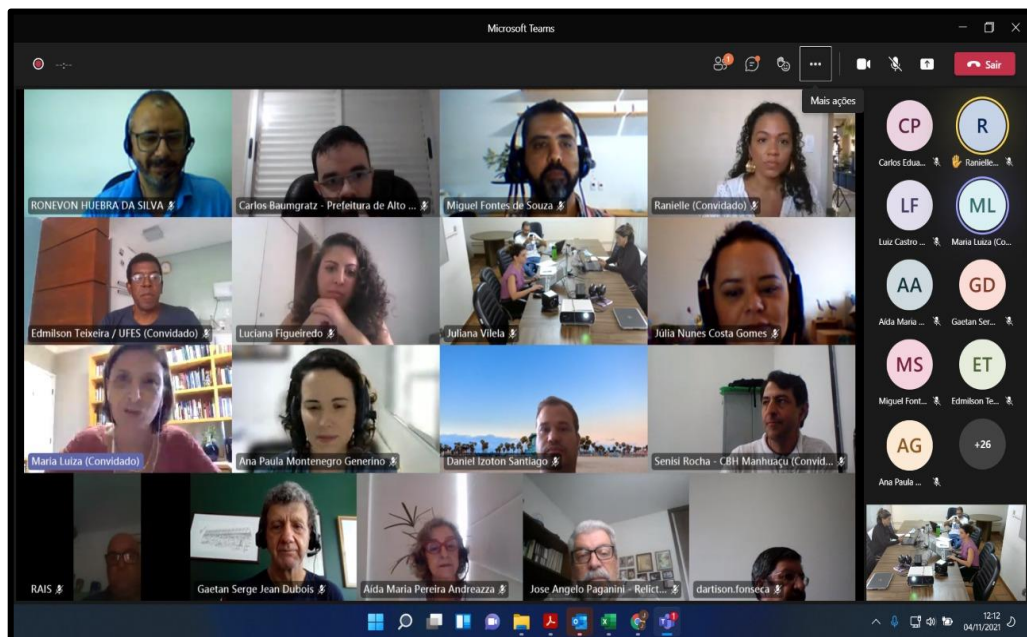 Microsoft Teams
--:--
1
Sair
Mais ações
RONEVON HUEBRA DA SILVA
Carlos Baumgratz - Prefeitura de Alto ...
Miguel Fontes de Souza
Ranielle (Convidado)
CP
R
Carlos Edua...
Ranielle...
Edmilson Teixeira / UFES (Convidado)
Luciana Figueiredo
Juliana Vilela
Júlia Nunes Costa Gomes
LF
ML
Luiz Castro ...
Maria Luiza (Co...
AA
GD
Aída Maria ...
Gaetan Ser...
Maria Luiza (Convidado)
Ana Paula Montenegro Generino
Daniel Izoton Santiago
Senisi Rocha - CBH Manhuaçu (Convid...
MS
ET
Miguel Font...
Edmilson Te...
AG
+26
Ana Paula ...
RAIS
Gaetan Serge Jean Dubois
Aída Maria Pereira Andreazza
Jose Angelo Paganini - Relict...
dartison.fonseca
12:12
04/11/2021